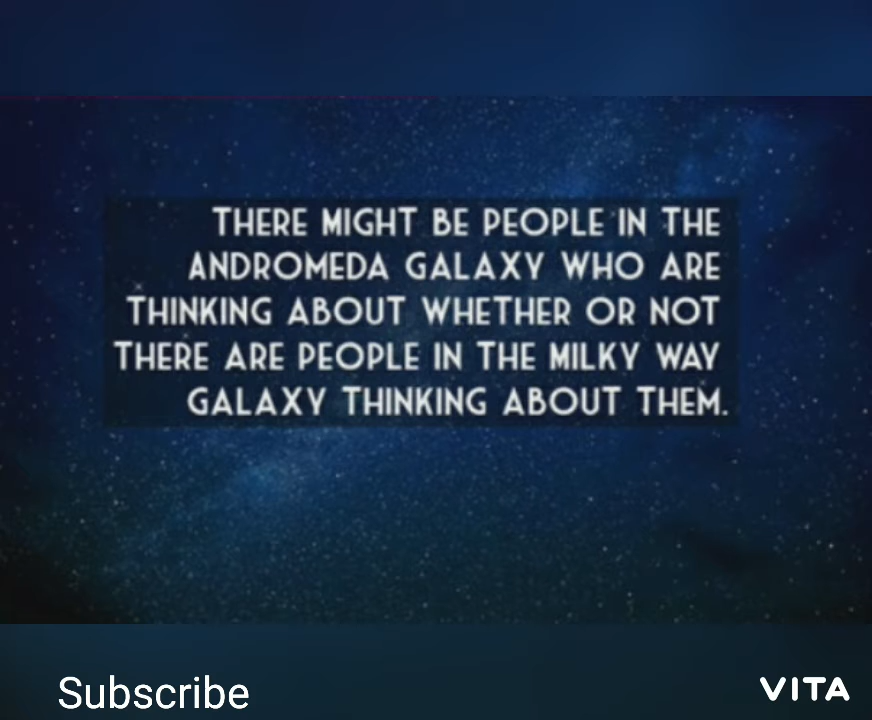 THERE MIGHT BE PEOPLE IN THE
ANDROMEDA GALAXY WHO ARE
THINKING ABOUT WHETHER OR NOT
THERE ARE PEOPLE IN THE MILKY WAY
GALAXY THINKING ABOUT THEM.
Subscribe
VITA